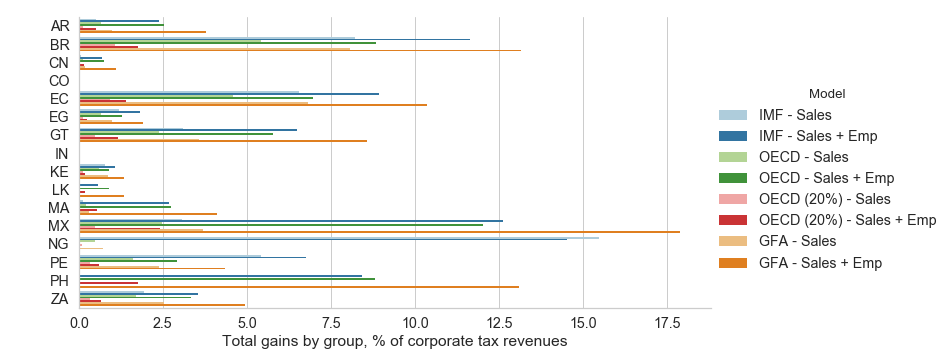 AR
BR
CN
CO
EC
EG
GT
IN
KE
LK
MA
MX
NG
PE
PH
ZA
0.0 2.5 5.0 7.5 10.0 12.5 15.0 17.5
Total gains by group, % of corporate tax revenues
Model
IMF - Sales
IMF - Sales + Emp
OECD - Sales
OECD - Sales + Emp
OECD (20%) - Sales
OECD (20%) - Sales + Emp
GFA - Sales
GFA - Sales + Emp